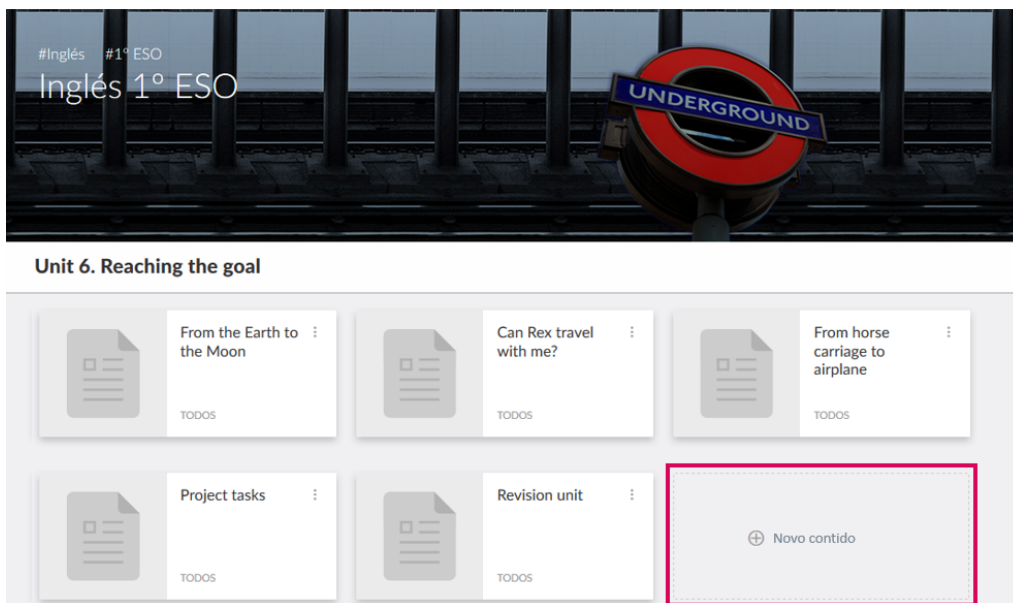 #Inglés #1º ESO
Inglés 1º ESO
UNDERGROUND
Unit 6. Reaching the goal
From the Earth to
the Moon
TODOS
Can Rex travel
with me?
TODOS
From horse
carriage to
airplane
TODOS
Project tasks
TODOS
Revision unit
TODOS
Novo contido